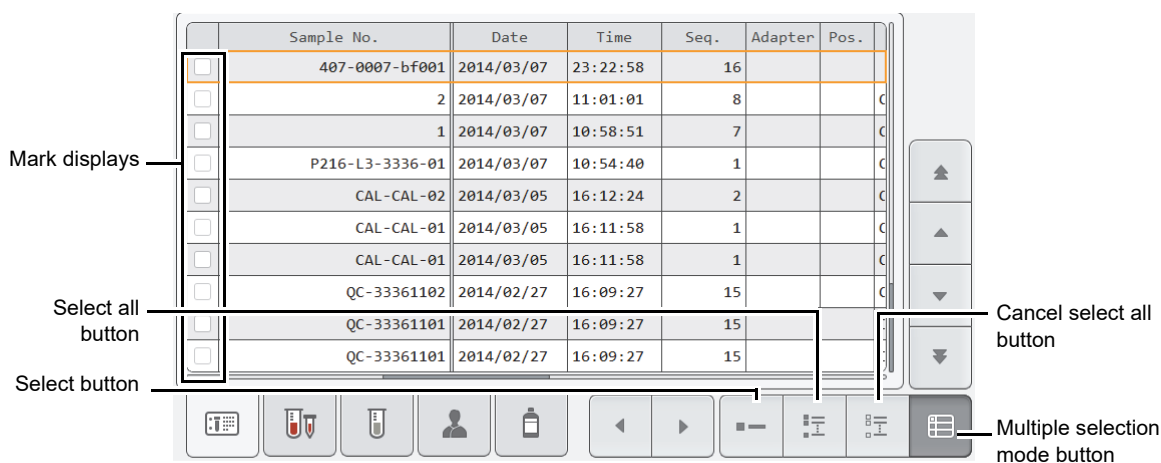 Sample No. Date Time Seq. Adapter Pos.
407-0007-bf001 2014/03/07 23:22:58 16
2 2014/03/07 11:01:01 8
1 2014/03/07 10:58:51 7
Mark displays
P216-L3-3336-01 2014/03/07 10:54:40 1
CAL-CAL-02 2014/03/05 16:12:24 2
CAL-CAL-01 2014/03/05 16:11:58 1
CAL-CAL-01 2014/03/05 16:11:58 1
QC-33361102 2014/02/27 16:09:27 15
QC-33361101 2014/02/27 16:09:27 15
QC-33361101 2014/02/27 16:09:27 15
Select all
button
Cancel select all
button
Select button
Multiple selection
mode button